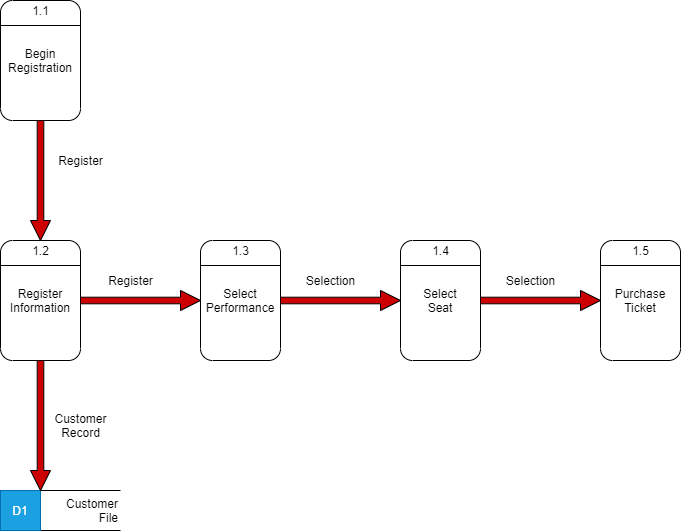 1.1
Begin
Registration
Register
1.2
Register
Information
Register
1.3
Select
Performance
Selection
1.4
Select
Seat
Selection
1.5
Purchase
Ticket
Customer
Record
D1
Customer
File